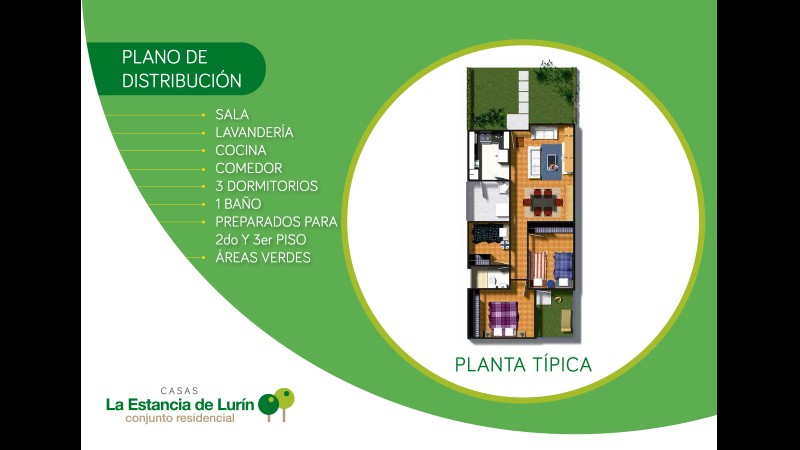 PLANO DE
DISTRIBUCIÓN
SALA
LAVANDERÍA
COCINA
COMEDOR
3 DORMITORIOS
1 BAÑO
PREPARADOS PARA
2do Y 3er PISO
ÁREAS VERDES
PLANTA TÍPICA
CASAS
La Estancia de Lurín
conjunto residencial